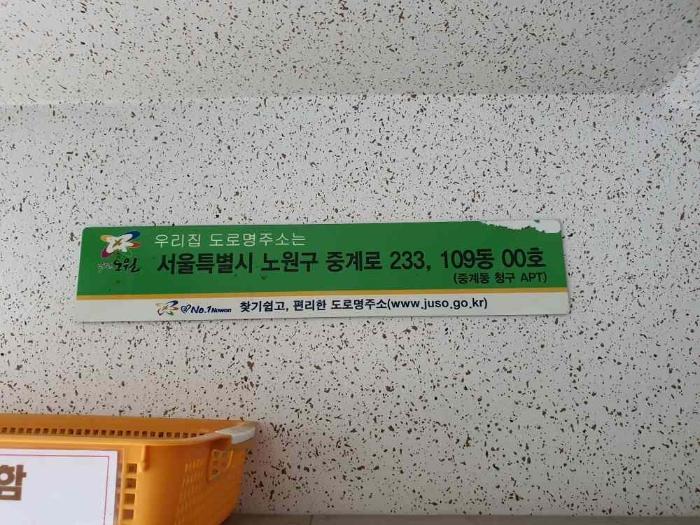 우리집 도로명주소는
노원
서울특별시 노원구 중계로 233, 109동 00호
(중계동 청구 APT)
No.1 Nowon
찾기쉽고, 편리한 도로명주소(www.juso.go.kr)
함